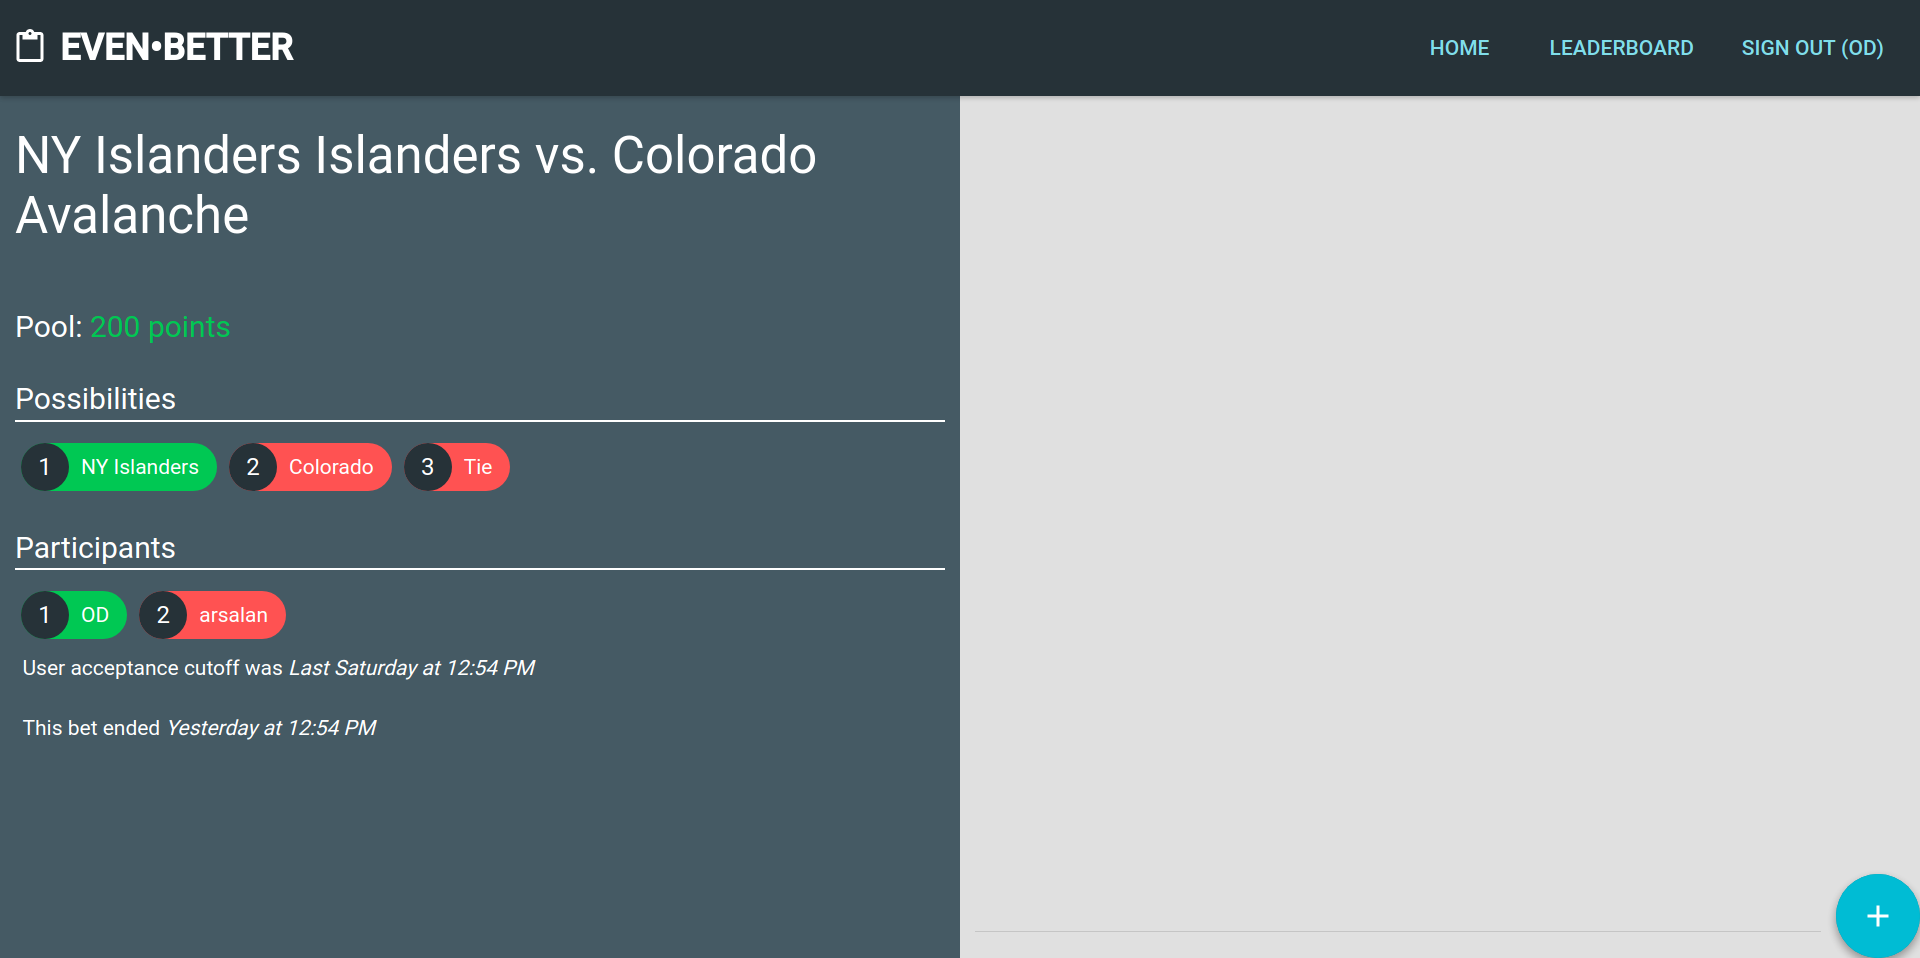 EVEN•BETTER
HOME
LEADERBOARD
SIGN OUT (OD)
NY Islanders Islanders vs. Colorado
Avalanche
Pool: 200 points
Possibilities
1 NY Islanders 2 Colorado 3 Tie
Participants
1 OD 2 arsalan
User acceptance cutoff was Last Saturday at 12:54 PM
This bet ended Yesterday at 12:54 PM
+